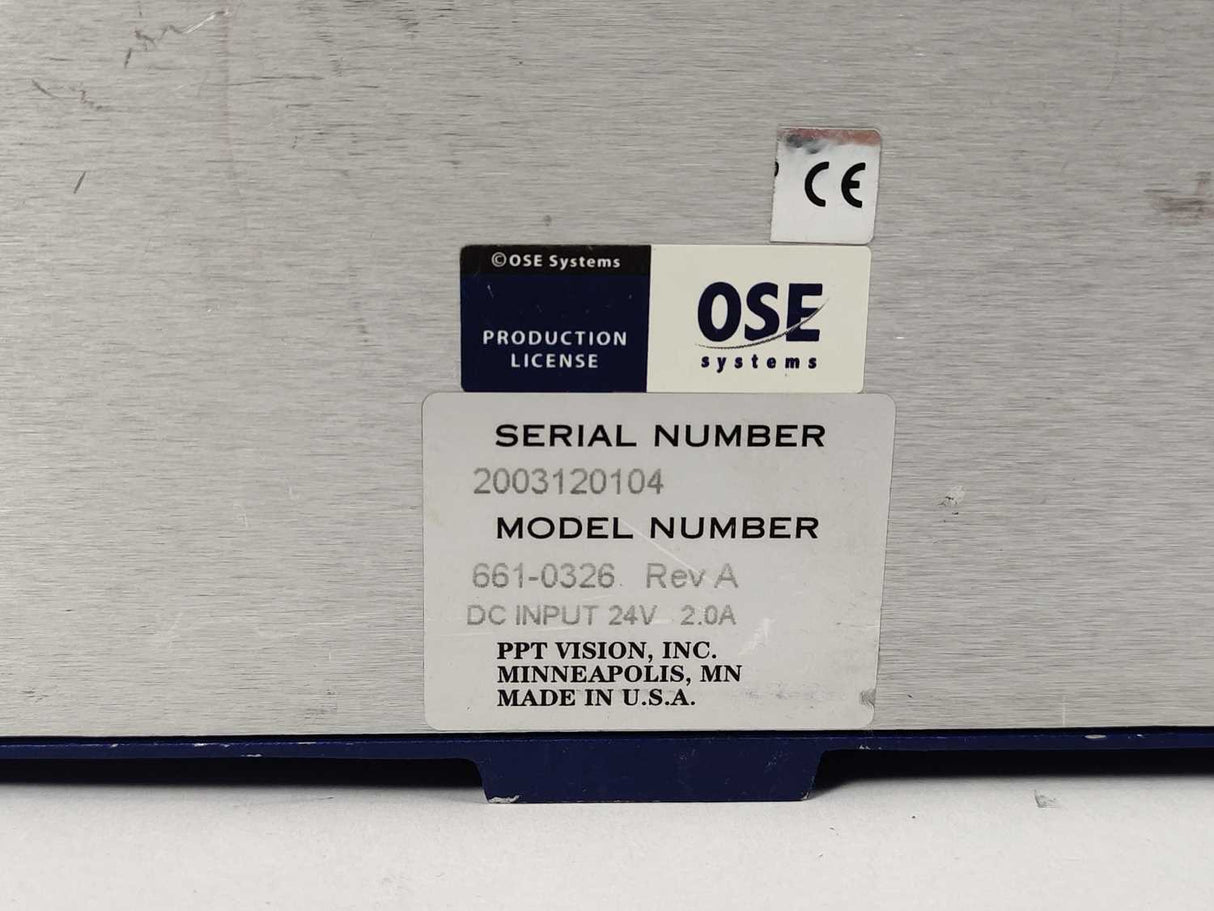 CE
©OSE Systems
PRODUCTION
LICENSE
OSE
systems
SERIAL NUMBER
2003120104
MODEL NUMBER
661-0326 Rev A
DC INPUT 24V 2.0A
PPT VISION, INC.
MINNEAPOLIS, MN
MADE IN U.S.A.